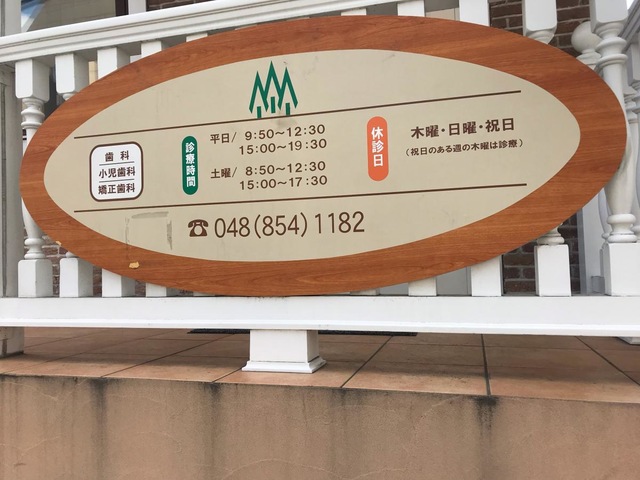 歯科
小児歯科
矯正歯科
診療時間
平日/ 9:50～12:30
15:00～19:30
土曜/ 8:50～12:30
15:00～17:30
休診日
木曜・日曜・祝日
(祝日のある週の木曜は診療)
☎048(854)1182